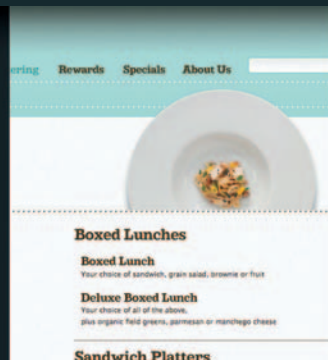 ering Rewards Specials About Us
Boxed Lunches
Boxed Lunch
Your choice of sandwich, grain salad, brownie or fruit
Deluxe Boxed Lunch
Your choice of all of the above,
plus organic field greens, parmesan or manchego cheese
Sandwich Platters